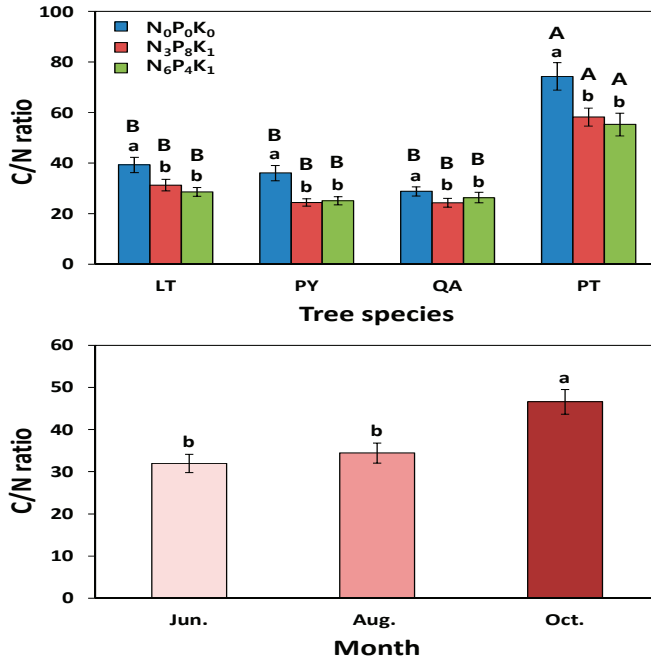 100
80
60
40
20
0
C/N ratio
N₀P₀K₀
N₃P₈K₁
N₆P₄K₁
B B B B B B B B B A A A
a b b a b b a b b a b b
LT PY QA PT
Tree species
60
50
40
30
20
10
0
C/N ratio
b b a
Jun. Aug. Oct.
Month